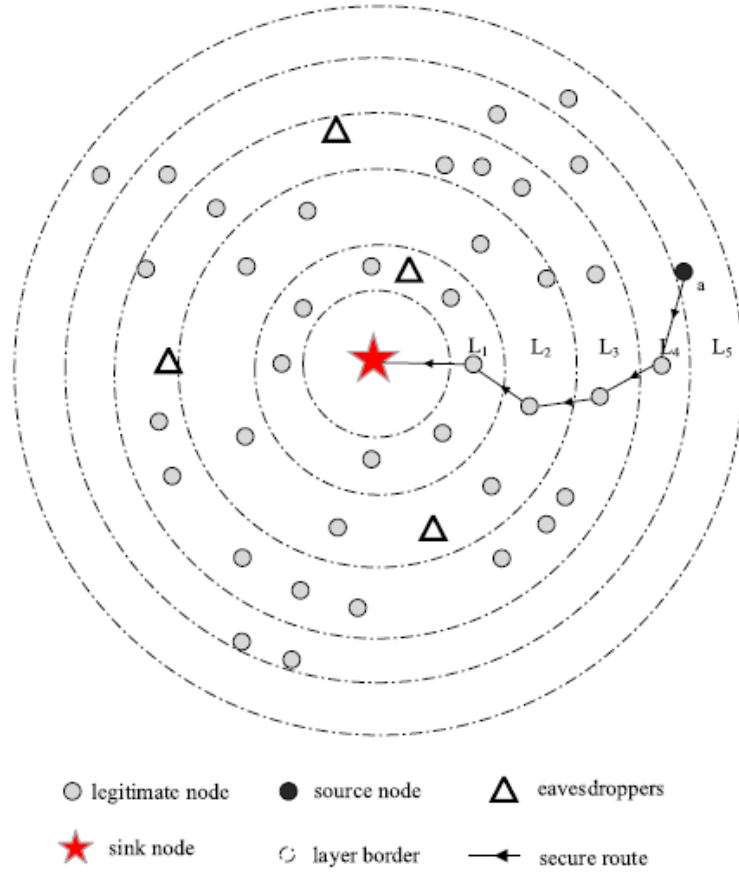 a
L1 L2 L3 L4 L5
legitimate node source node eavesdroppers
sink node layer border secure route